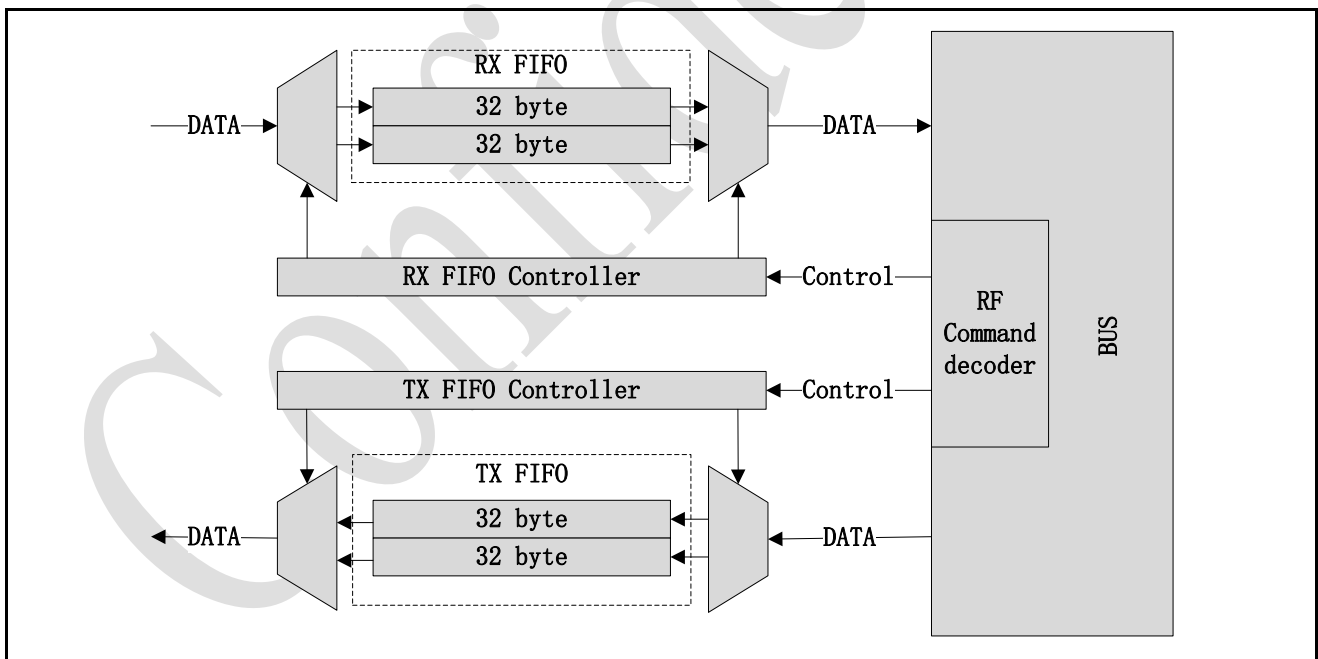 RX FIFO
32 byte
32 byte
DATA
DATA
RX FIFO Controller
Control
RF
Command
decoder
BUS
TX FIFO Controller
Control
TX FIFO
32 byte
32 byte
DATA
DATA
Confide